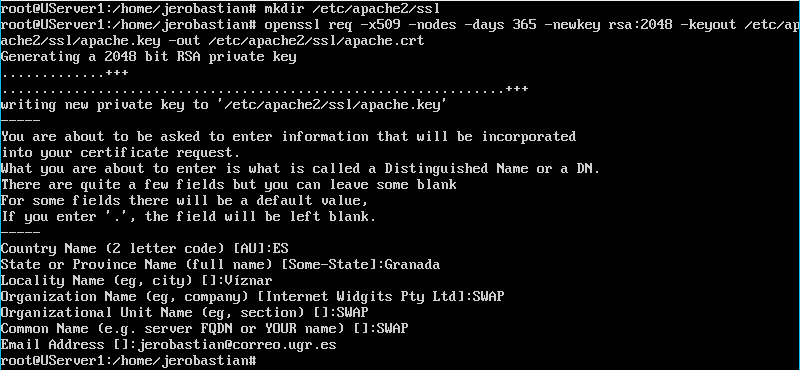 root@UServer1:/home/jerobastian# mkdir /etc/apache2/ssl
root@UServer1:/home/jerobastian# openssl req -x509 -nodes -days 365 -newkey rsa:2048 -keyout /etc/ap
ache2/ssl/apache.key -out /etc/apache2/ssl/apache.crt
Generating a 2048 bit RSA private key
.............+++
................................................................+++
writing new private key to '/etc/apache2/ssl/apache.key'
-----
You are about to be asked to enter information that will be incorporated
into your certificate request.
What you are about to enter is what is called a Distinguished Name or a DN.
There are quite a few fields but you can leave some blank
For some fields there will be a default value,
If you enter '.', the field will be left blank.
-----
Country Name (2 letter code) [AU]:ES
State or Province Name (full name) [Some-State]:Granada
Locality Name (eg, city) []:Víznar
Organization Name (eg, company) [Internet Widgits Pty Ltd]:SWAP
Organizational Unit Name (eg, section) []:SWAP
Common Name (e.g. server FQDN or YOUR name) []:SWAP
Email Address []:jerobastian@correo.ugr.es
root@UServer1:/home/jerobastian#